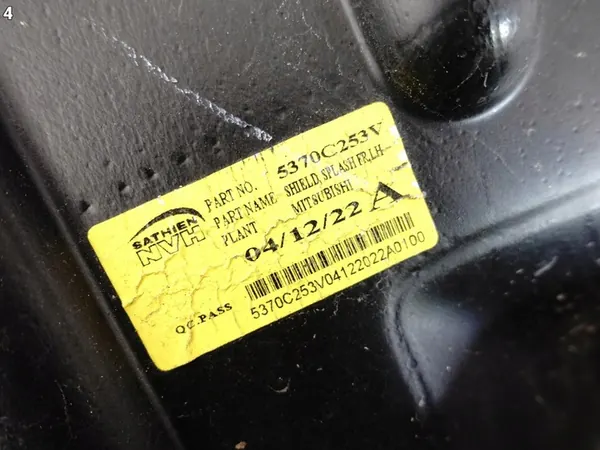 4
SATHIEN
NVH
PART NO. 5370C253V
PART NAME SHIELD, SPLASH FR, LH
PLANT MITSUBISHI
04/12/22 A
QC.PASS
5370C253V04122022A0100